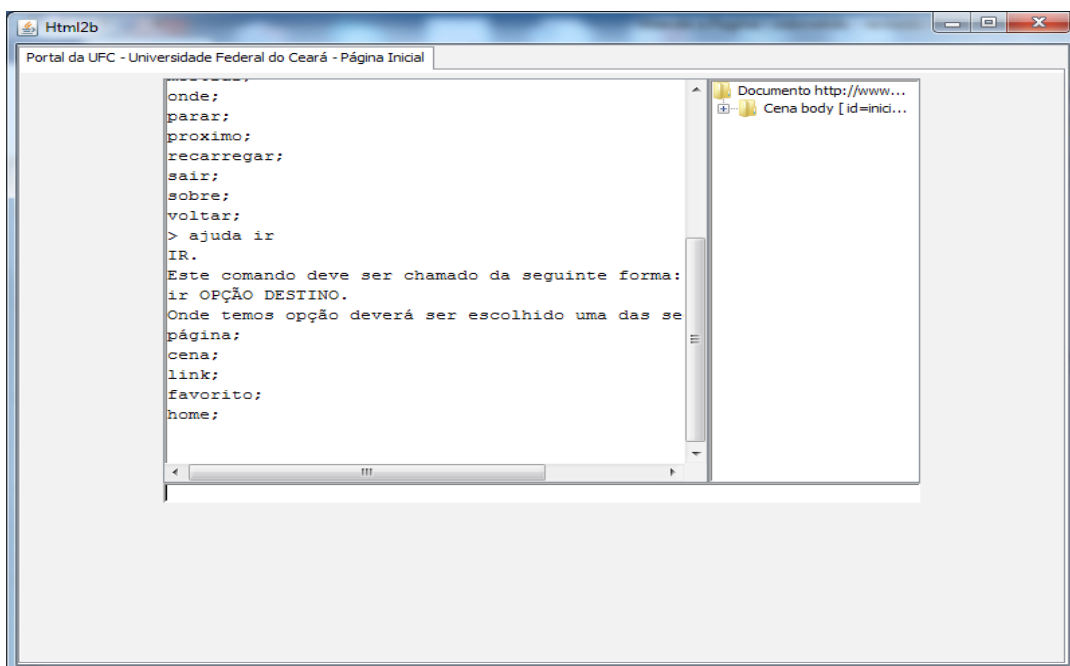 Html2b
Portal da UFC - Universidade Federal do Ceará - Página Inicial
onde;
parar;
proximo;
recarregar;
sair;
sobre;
voltar;
> ajuda ir
IR.
Este comando deve ser chamado da seguinte forma:
ir OPÇÃO DESTINO.
Onde temos opção deverá ser escolhido uma das se
página;
cena;
link;
favorito;
home;
Documento http://www...
Cena body [ id=inici...